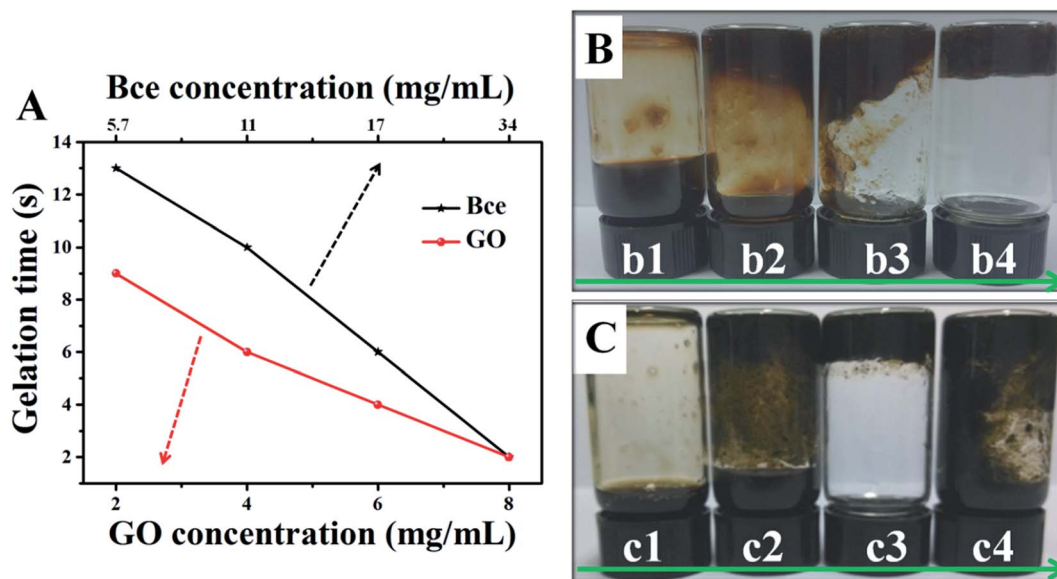 A
Bce concentration (mg/mL)
5.7 11 17 34
14
12
10
8
6
4
2
Gelation time (s)
Bce
GO
2 4 6 8
GO concentration (mg/mL)
B
b1 b2 b3 b4
C
c1 c2 c3 c4